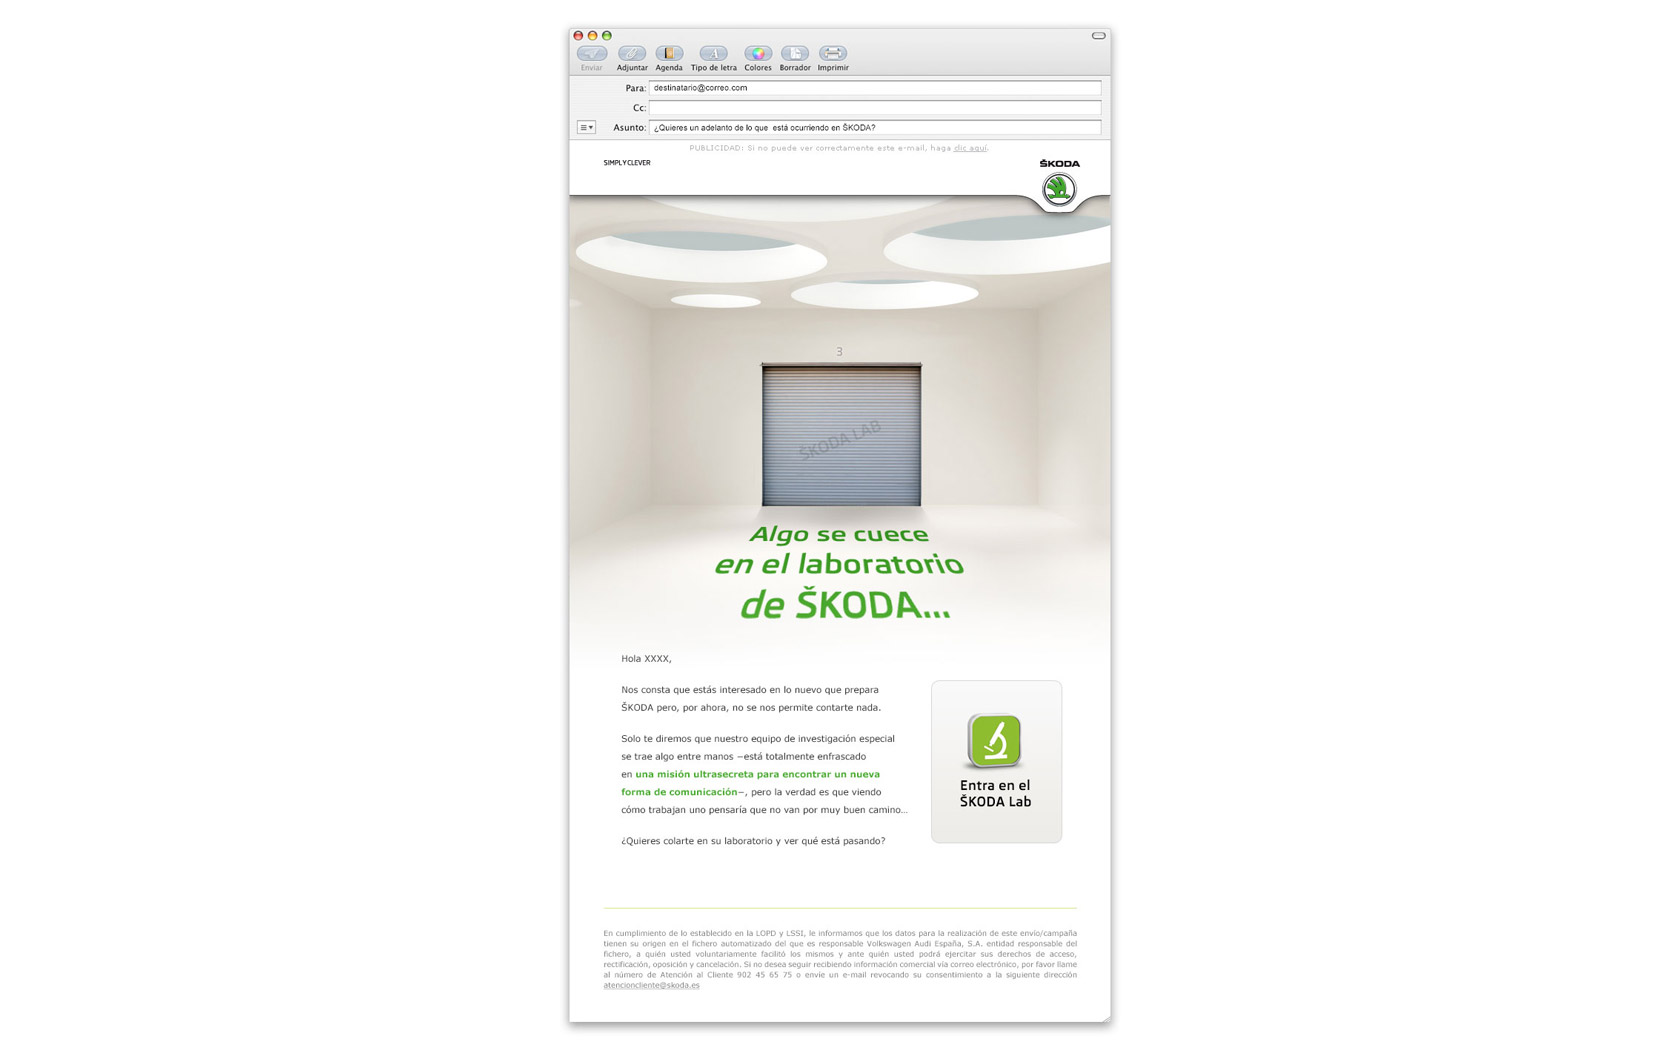 Enviar Adjuntar Agenda Tipo de letra Colores Borrador Imprimir
Para: destinatario@correo.com
Cc:
Asunto: ¿Quieres un adelanto de lo que está ocurriendo en ŠKODA?
PUBLICIDAD: Si no puede ver correctamente este e-mail, haga clic aquí.
SIMPLY CLEVER
ŠKODA
3
ŠKODA LAB
Algo se cuece
en el laboratorio
de ŠKODA...
Hola XXXX,
Nos consta que estás interesado en lo nuevo que prepara
ŠKODA pero, por ahora, no se nos permite contarte nada.
Solo te diremos que nuestro equipo de investigación especial
se trae algo entre manos −está totalmente enfrascado
en una misión ultrasecreta para encontrar un nueva
forma de comunicación−, pero la verdad es que viendo
cómo trabajan uno pensaría que no van por muy buen camino...
¿Quieres colarte en su laboratorio y ver qué está pasando?
Entra en el
ŠKODA Lab
En cumplimiento de lo establecido en la LOPD y LSSI, le informamos que los datos para la realización de este envío/campaña
tienen su origen en el fichero automatizado del que es responsable Volkswagen Audi España, S.A. entidad responsable del
fichero, a quién usted voluntariamente facilitó los mismos y ante quién usted podrá ejercitar sus derechos de acceso,
rectificación, oposición y cancelación. Si no desea seguir recibiendo información comercial vía correo electrónico, por favor llame
al número de Atención al Cliente 902 45 65 75 o envíe un e-mail revocando su consentimiento a la siguiente dirección
atencioncliente@skoda.es